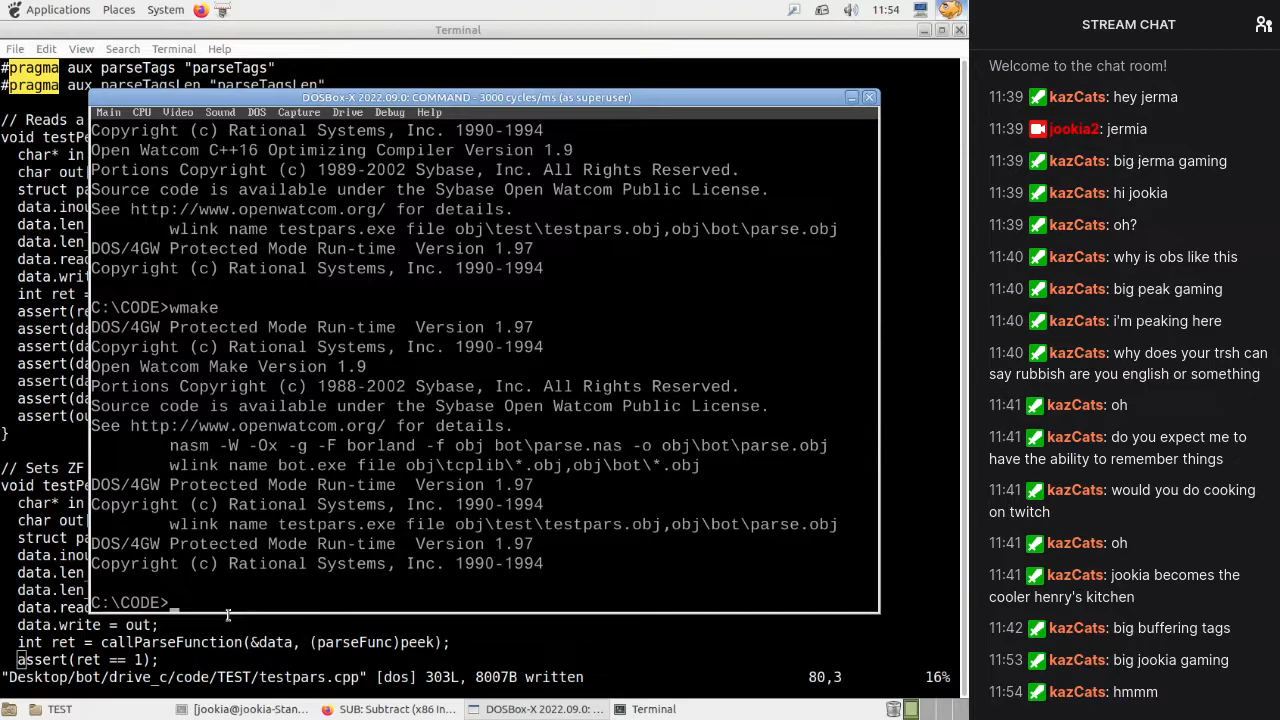 Applications Places System 11:54
Terminal
File Edit View Search Terminal Help
#pragma aux parseTags "parseTags"
#pragma aux parseTagsLen "parseTagsLen"
// Reads a
void testP
char* in
char out
struct pa
data.inou
data.len_
data.len_
data.read
data.writ
int ret =
assert(re
assert(da
assert(da
assert(da
assert(da
assert(da
assert(ou
}
// Sets ZF
void testPe
char* in
char out
struct pa
data.inou
data.len_
data.len_
data.read
data.write = out;
int ret = callParseFunction(&data, (parseFunc)peek);
assert(ret == 1);
"Desktop/bot/drive_c/code/TEST/testpars.cpp" [dos] 303L, 8007B written 80,3 16%
DOSBox-X 2022.09.0: COMMAND - 3000 cycles/ms (as superuser)
Main CPU Video Sound DOS Capture Drive Debug Help
Copyright (c) Rational Systems, Inc. 1990-1994
Open Watcom C++16 Optimizing Compiler Version 1.9
Portions Copyright (c) 1989-2002 Sybase, Inc. All Rights Reserved.
Source code is available under the Sybase Open Watcom Public License.
See http://www.openwatcom.org/ for details.
wlink name testpars.exe file obj\test\testpars.obj,obj\bot\parse.obj
DOS/4GW Protected Mode Run-time Version 1.97
Copyright (c) Rational Systems, Inc. 1990-1994
C:\CODE>wmake
DOS/4GW Protected Mode Run-time Version 1.97
Copyright (c) Rational Systems, Inc. 1990-1994
Open Watcom Make Version 1.9
Portions Copyright (c) 1988-2002 Sybase, Inc. All Rights Reserved.
Source code is available under the Sybase Open Watcom Public License.
See http://www.openwatcom.org/ for details.
nasm -W -Ox -g -F borland -f obj bot\parse.nas -o obj\bot\parse.obj
wlink name bot.exe file obj\tcplib\*.obj,obj\bot\*.obj
DOS/4GW Protected Mode Run-time Version 1.97
Copyright (c) Rational Systems, Inc. 1990-1994
wlink name testpars.exe file obj\test\testpars.obj,obj\bot\parse.obj
DOS/4GW Protected Mode Run-time Version 1.97
Copyright (c) Rational Systems, Inc. 1990-1994
C:\CODE>_
TEST [jookia@jookia-Stan... SUB: Subtract (x86 In... DOSBox-X 2022.09.0: ... Terminal
STREAM CHAT
Welcome to the chat room!
11:39 kazCats: hey jerma
11:39 jookia2: jermia
11:39 kazCats: big jerma gaming
11:39 kazCats: hi jookia
11:39 kazCats: oh?
11:40 kazCats: why is obs like this
11:40 kazCats: big peak gaming
11:40 kazCats: i'm peaking here
11:40 kazCats: why does your trsh can
say rubbish are you english or something
11:41 kazCats: oh
11:41 kazCats: do you expect me to
have the ability to remember things
11:41 kazCats: would you do cooking
on twitch
11:41 kazCats: oh
11:41 kazCats: jookia becomes the
cooler henry's kitchen
11:42 kazCats: big buffering tags
11:53 kazCats: big jookia gaming
11:54 kazCats: hmmm